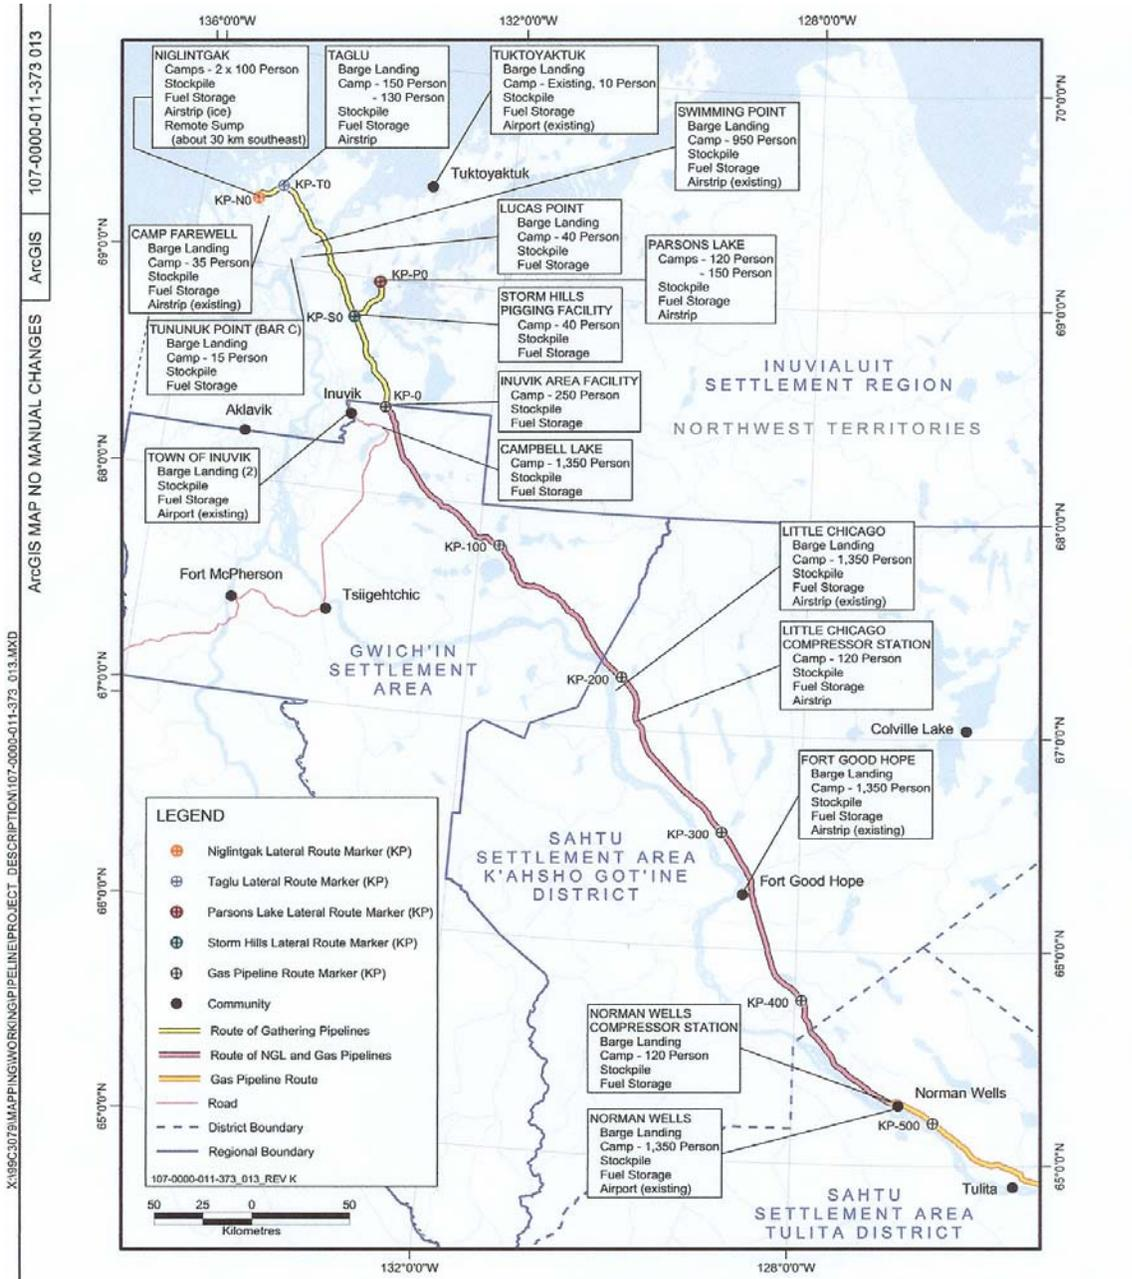 136°0'0"W
132°0'0"W
128°0'0"W
107-0000-011-373 013
ArcGIS
ArcGIS MAP NO MANUAL CHANGES
X:\99C3079\MAPPING\WORKING\PIPELINE\PROJECT_DESCRIPTION\107-0000-011-373_013.MXD
NIGLINTGAK
Camps - 2 x 100 Person
Stockpile
Fuel Storage
Airstrip (ice)
Remote Sump
(about 30 km southeast)
TAGLU
Barge Landing
Camp - 150 Person
- 130 Person
Stockpile
Fuel Storage
Airstrip
TUKTOYAKTUK
Barge Landing
Camp - Existing, 10 Person
Stockpile
Fuel Storage
Airport (existing)
SWIMMING POINT
Barge Landing
Camp - 950 Person
Stockpile
Fuel Storage
Airstrip (existing)
70°0'0"N
Tuktoyaktuk
KP-T0
KP-N0
LUCAS POINT
Barge Landing
Camp - 40 Person
Stockpile
Fuel Storage
CAMP FAREWELL
Barge Landing
Camp - 35 Person
Stockpile
Fuel Storage
Airstrip (existing)
69°0'0"N
PARSONS LAKE
Camps - 120 Person
- 150 Person
Stockpile
Fuel Storage
Airstrip
KP-P0
STORM HILLS
PIGGING FACILITY
Camp - 40 Person
Stockpile
Fuel Storage
KP-S0
69°0'0"N
TUNUNUK POINT (BAR C)
Barge Landing
Camp - 15 Person
Stockpile
Fuel Storage
INUVIALUIT
SETTLEMENT REGION
NORTHWEST TERRITORIES
INUVIK AREA FACILITY
Camp - 250 Person
Stockpile
Fuel Storage
Inuvik
KP-0
Aklavik
CAMPBELL LAKE
Camp - 1,350 Person
Stockpile
Fuel Storage
TOWN OF INUVIK
Barge Landing (2)
Stockpile
Fuel Storage
Airport (existing)
68°0'0"N
68°0'0"N
KP-100
LITTLE CHICAGO
Barge Landing
Camp - 1,350 Person
Stockpile
Fuel Storage
Airstrip (existing)
Fort McPherson
Tsiigehtchic
LITTLE CHICAGO
COMPRESSOR STATION
Camp - 120 Person
Stockpile
Fuel Storage
Airstrip
GWICH'IN
SETTLEMENT
AREA
KP-200
67°0'0"N
67°0'0"N
Colville Lake
FORT GOOD HOPE
Barge Landing
Camp - 1,350 Person
Stockpile
Fuel Storage
Airstrip (existing)
KP-300
SAHTU
SETTLEMENT AREA
K'AHSHO GOT'INE
DISTRICT
Fort Good Hope
66°0'0"N
66°0'0"N
LEGEND
Niglintgak Lateral Route Marker (KP)
Taglu Lateral Route Marker (KP)
Parsons Lake Lateral Route Marker (KP)
Storm Hills Lateral Route Marker (KP)
Gas Pipeline Route Marker (KP)
Community
Route of Gathering Pipelines
Route of NGL and Gas Pipelines
Gas Pipeline Route
Road
District Boundary
Regional Boundary
107-0000-011-373_013_REV K
50 25 0 50
Kilometres
KP-400
NORMAN WELLS
COMPRESSOR STATION
Barge Landing
Camp - 120 Person
Stockpile
Fuel Storage
Norman Wells
KP-500
NORMAN WELLS
Barge Landing
Camp - 1,350 Person
Stockpile
Fuel Storage
Airport (existing)
65°0'0"N
65°0'0"N
Tulita
SAHTU
SETTLEMENT AREA
TULITA DISTRICT
132°0'0"W
128°0'0"W